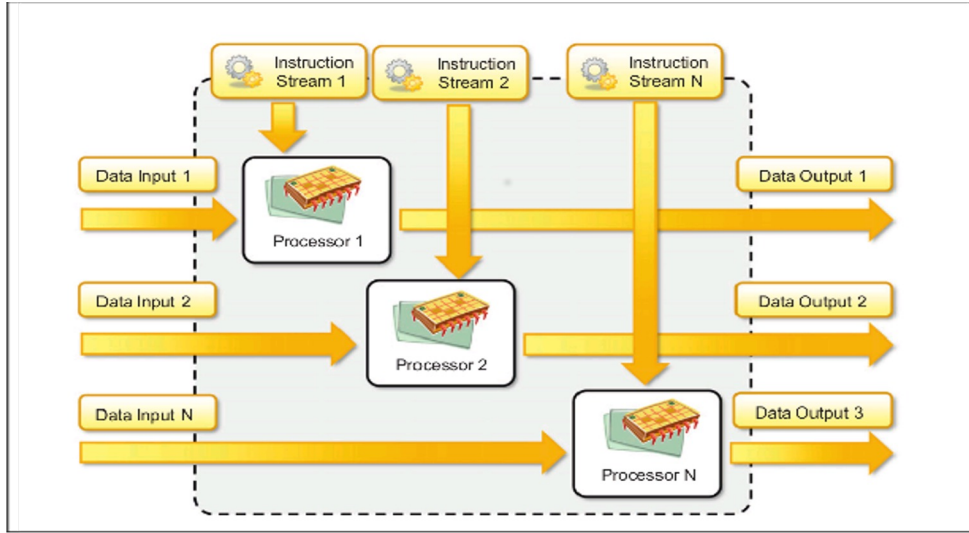 Instruction
Stream 1
Instruction
Stream 2
Instruction
Stream N
Data Input 1
Data Output 1
Processor 1
Data Input 2
Data Output 2
Processor 2
Data Input N
Data Output 3
Processor N